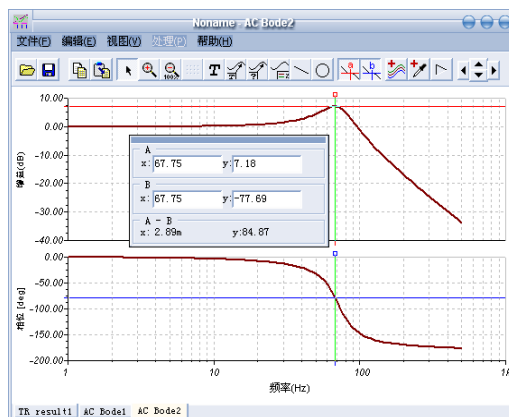 Noname - AC Bode2
文件(F) 编辑(E) 视图(V) 处理(P) 帮助(H)
100%
T
a b
10.00
0.00
-10.00
-20.00
-30.00
-40.00
增益(dB)
A
x: 67.75 y: 7.18
B
x: 67.75 y: -77.69
A - B
x: 2.89m y:84.87
0.00
-50.00
-100.00
-150.00
-200.00
相位 [deg]
1 10 100 1k
频率(Hz)
TR result1 AC Bode1 AC Bode2